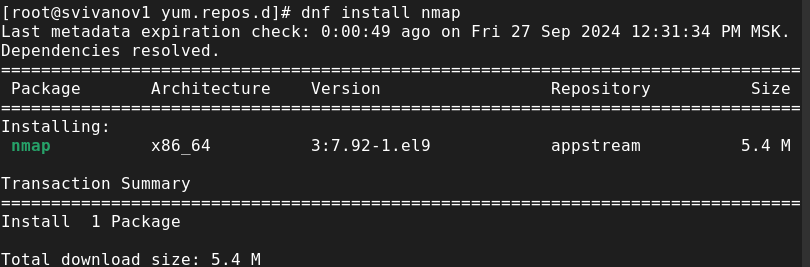 [root@svivanov1 yum.repos.d]# dnf install nmap
Last metadata expiration check: 0:00:49 ago on Fri 27 Sep 2024 12:31:34 PM MSK.
Dependencies resolved.
================================================================================
 Package       Architecture    Version                 Repository          Size
================================================================================
Installing:
 nmap          x86_64          3:7.92-1.el9            appstream          5.4 M
Transaction Summary
================================================================================
Install  1 Package
Total download size: 5.4 M